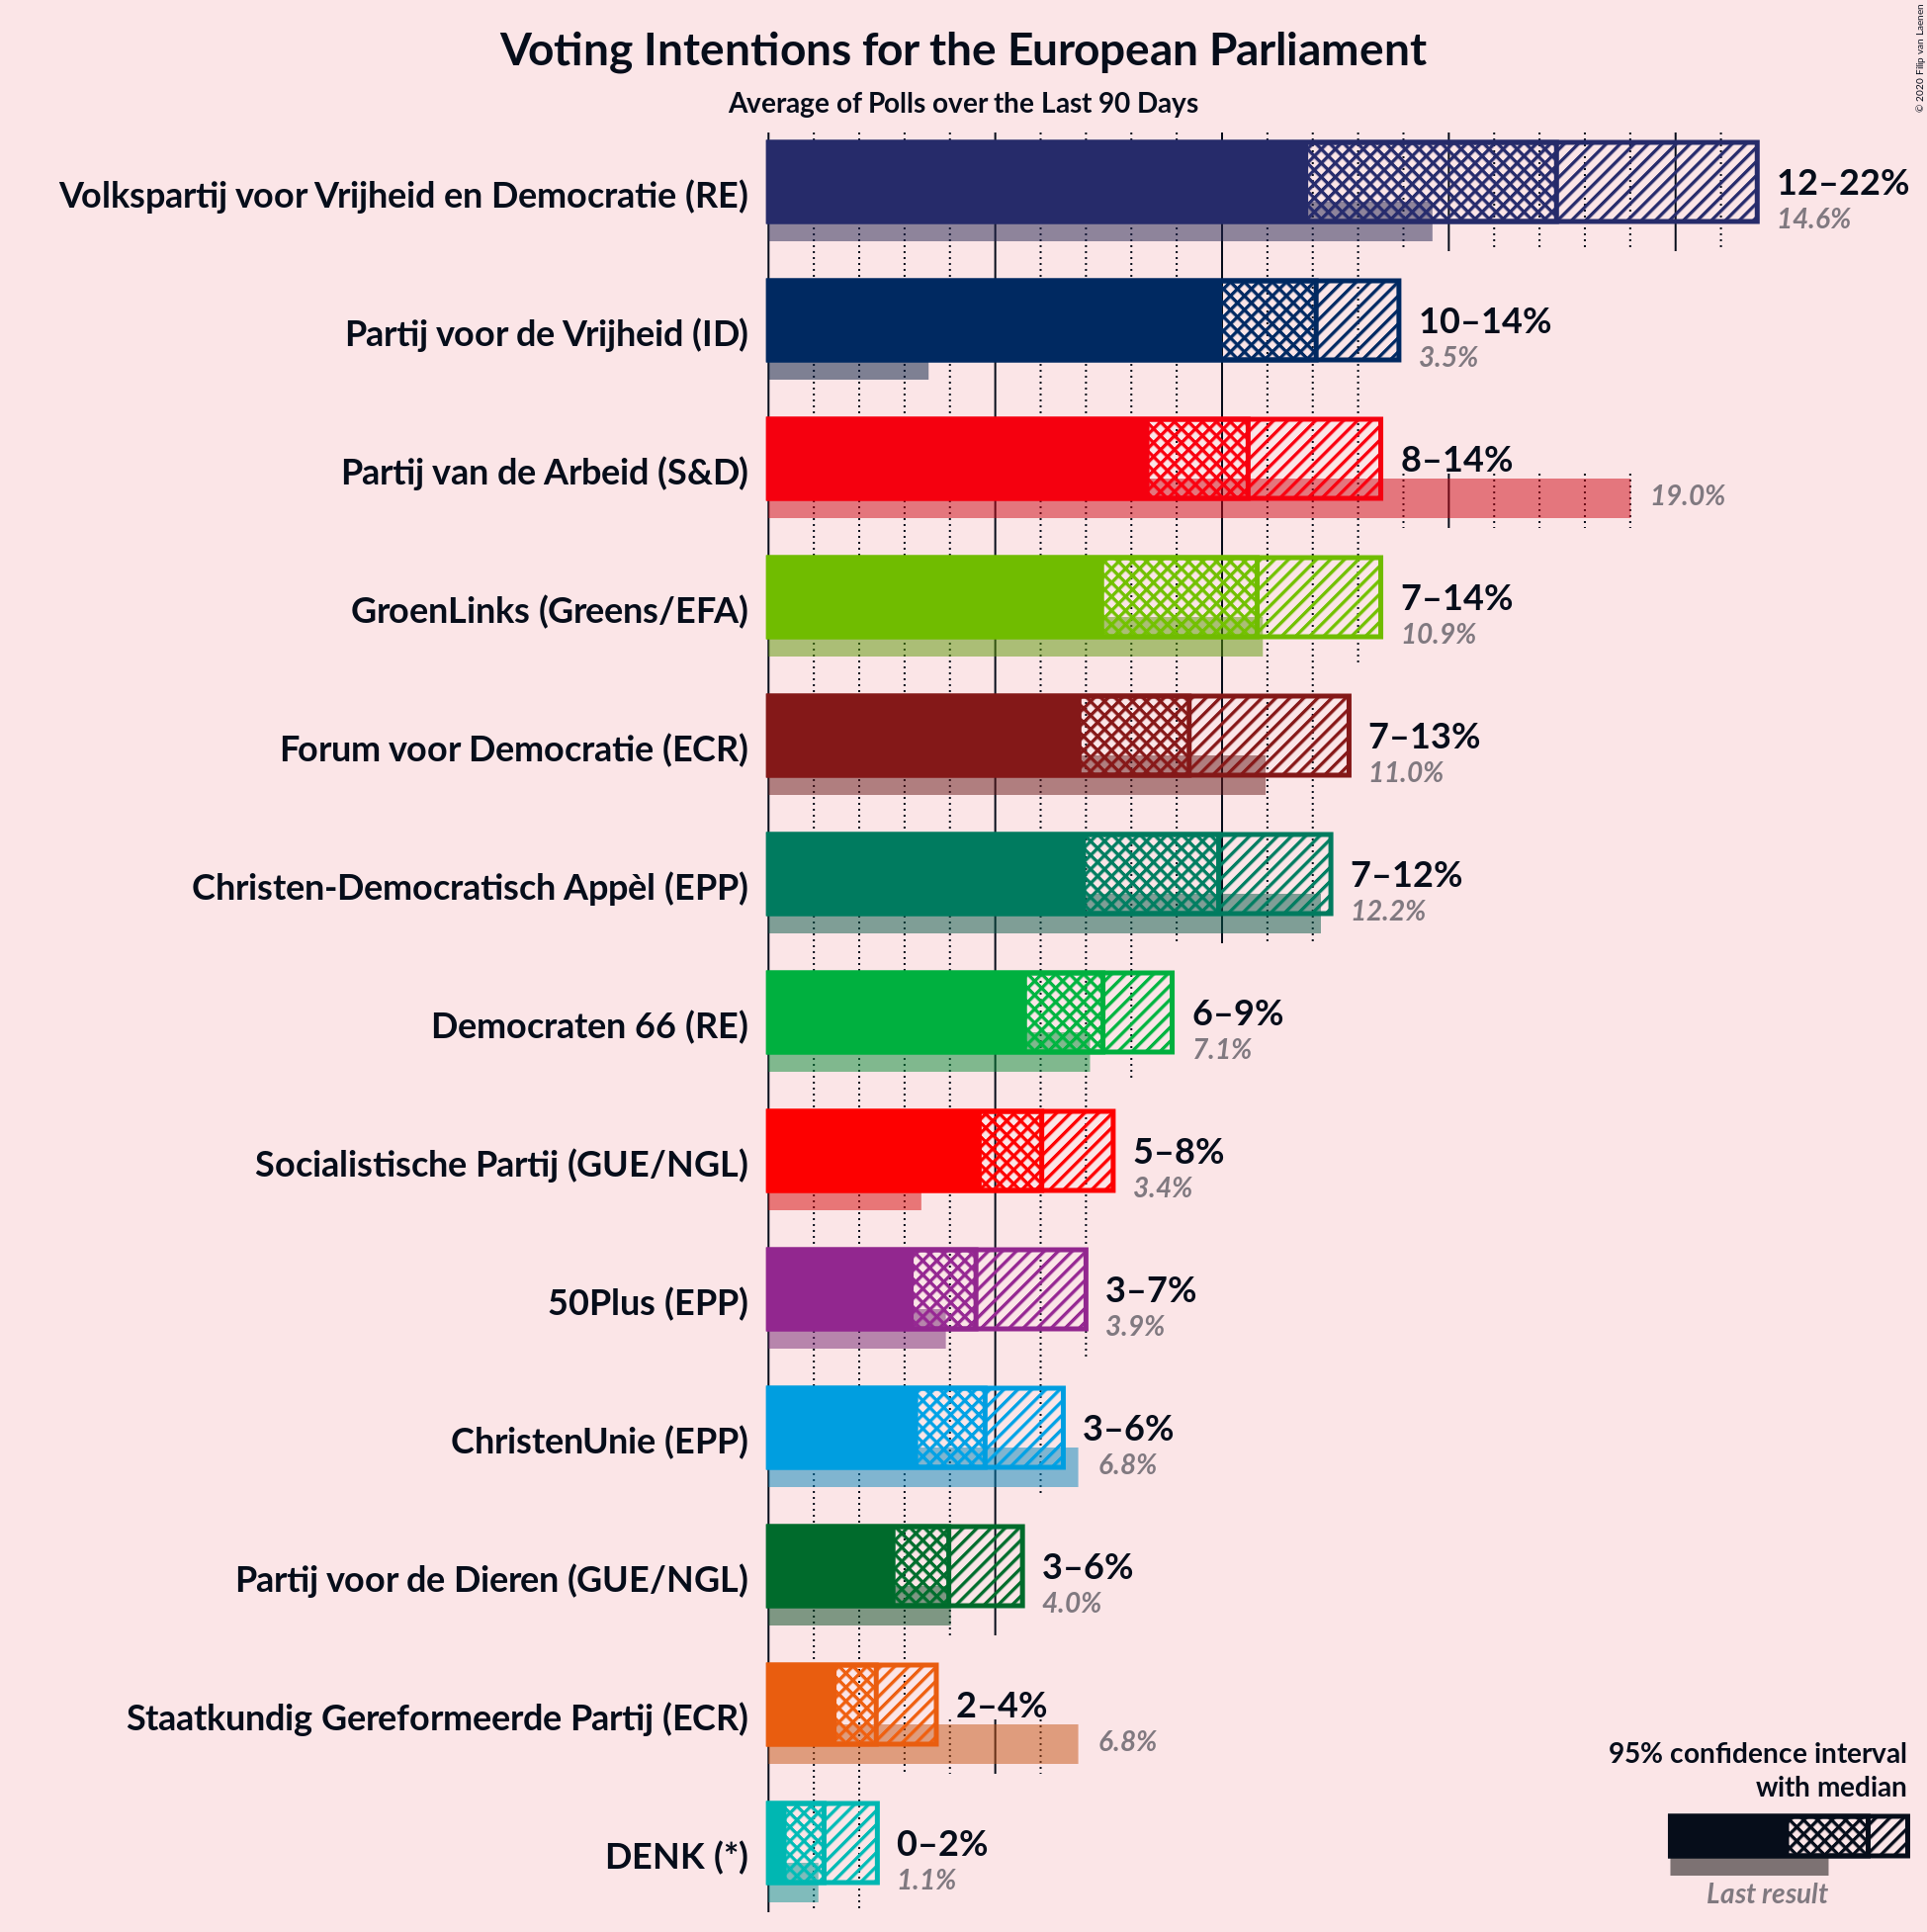 Voting Intentions for the European Parliament
Average of Polls over the Last 90 Days
© 2020 Filip van Laenen
Volkspartij voor Vrijheid en Democratie (RE)
12–22%
14.6%
Partij voor de Vrijheid (ID)
10–14%
3.5%
Partij van de Arbeid (S&D)
8–14%
19.0%
GroenLinks (Greens/EFA)
7–14%
10.9%
Forum voor Democratie (ECR)
7–13%
11.0%
Christen-Democratisch Appèl (EPP)
7–12%
12.2%
Democraten 66 (RE)
6–9%
7.1%
Socialistische Partij (GUE/NGL)
5–8%
3.4%
50Plus (EPP)
3–7%
3.9%
ChristenUnie (EPP)
3–6%
6.8%
Partij voor de Dieren (GUE/NGL)
3–6%
4.0%
Staatkundig Gereformeerde Partij (ECR)
2–4%
6.8%
DENK (*)
0–2%
1.1%
95% confidence interval
with median
Last result